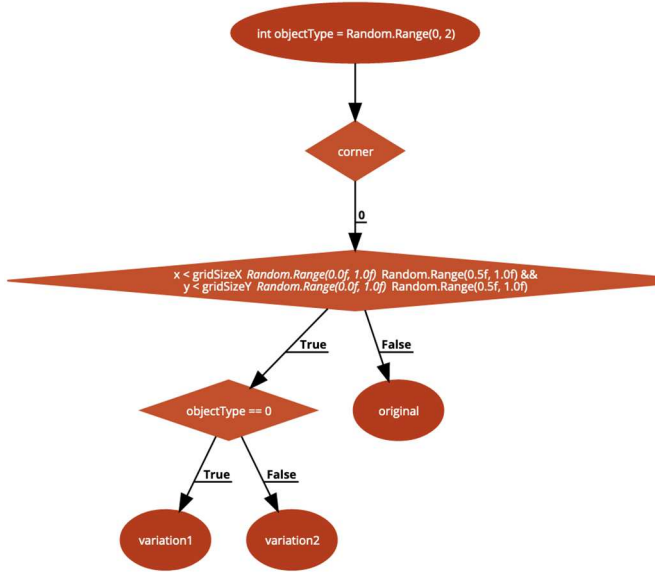 int objectType = Random.Range(0, 2)
corner
0
x < gridSizeX Random.Range(0.0f, 1.0f) Random.Range(0.5f, 1.0f) &&
y < gridSizeY Random.Range(0.0f, 1.0f) Random.Range(0.5f, 1.0f)
True
False
objectType == 0
original
True
False
variation1
variation2